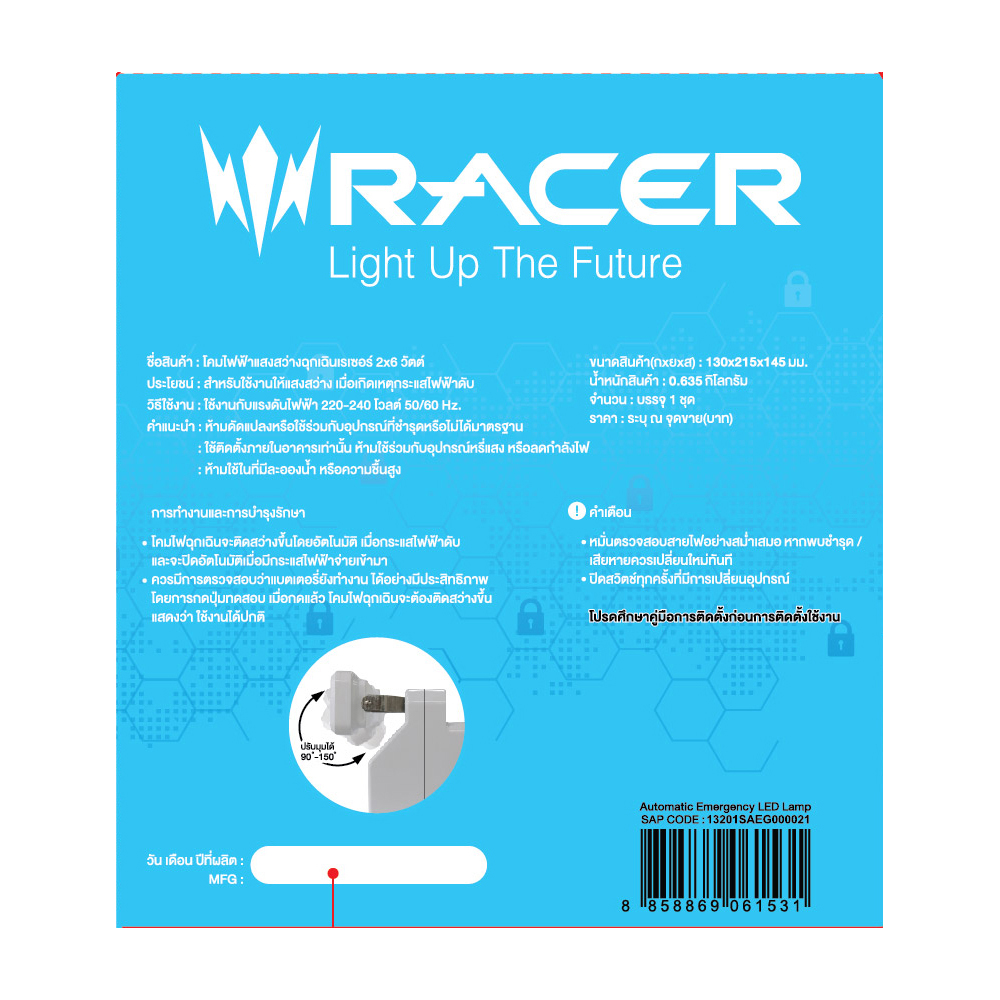 RACER
Light Up The Future
ชื่อสินค้า : โคมไฟฟ้าแสงสว่างฉุกเฉินเรเซอร์ 2x6 วัตต์
ประโยชน์ : สำหรับใช้งานให้แสงสว่าง เมื่อเกิดเหตุกระแสไฟฟ้าดับ
วิธีใช้งาน : ใช้งานกับแรงดันไฟฟ้า 220-240 โวลต์ 50/60 Hz.
คำแนะนำ : ห้ามดัดแปลงหรือใช้ร่วมกับอุปกรณ์ที่ชำรุดหรือไม่ได้มาตรฐาน
: ใช้ติดตั้งภายในอาคารเท่านั้น ห้ามใช้ร่วมกับอุปกรณ์หรี่แสง หรือลดกำลังไฟ
: ห้ามใช้ในที่มีละอองน้ำ หรือความชื้นสูง
ขนาดสินค้า(กxยxส) : 130x215x145 มม.
น้ำหนักสินค้า : 0.635 กิโลกรัม
จำนวน : บรรจุ 1 ชุด
ราคา : ระบุ ณ จุดขาย(บาท)
การทำงานและการบำรุงรักษา
• โคมไฟฉุกเฉินจะติดสว่างขึ้นโดยอัตโนมัติ เมื่อกระแสไฟฟ้าดับ
และจะปิดอัตโนมัติเมื่อมีกระแสไฟฟ้าจ่ายเข้ามา
• ควรมีการตรวจสอบว่าแบตเตอรี่ยังทำงาน ได้อย่างมีประสิทธิภาพ
โดยการกดปุ่มทดสอบ เมื่อกดแล้ว โคมไฟฉุกเฉินจะต้องติดสว่างขึ้น
แสดงว่า ใช้งานได้ปกติ
! คำเตือน
• หมั่นตรวจสอบสายไฟอย่างสม่ำเสมอ หากพบชำรุด /
เสียหายควรเปลี่ยนใหม่ทันที
• ปิดสวิตช์ทุกครั้งที่มีการเปลี่ยนอุปกรณ์
โปรดศึกษาคู่มือการติดตั้งก่อนการติดตั้งใช้งาน
ปรับมุมได้
90°-150°
วัน เดือน ปีที่ผลิต :
MFG :
Automatic Emergency LED Lamp
SAP CODE : 13201SAEG000021
8 858869 061531